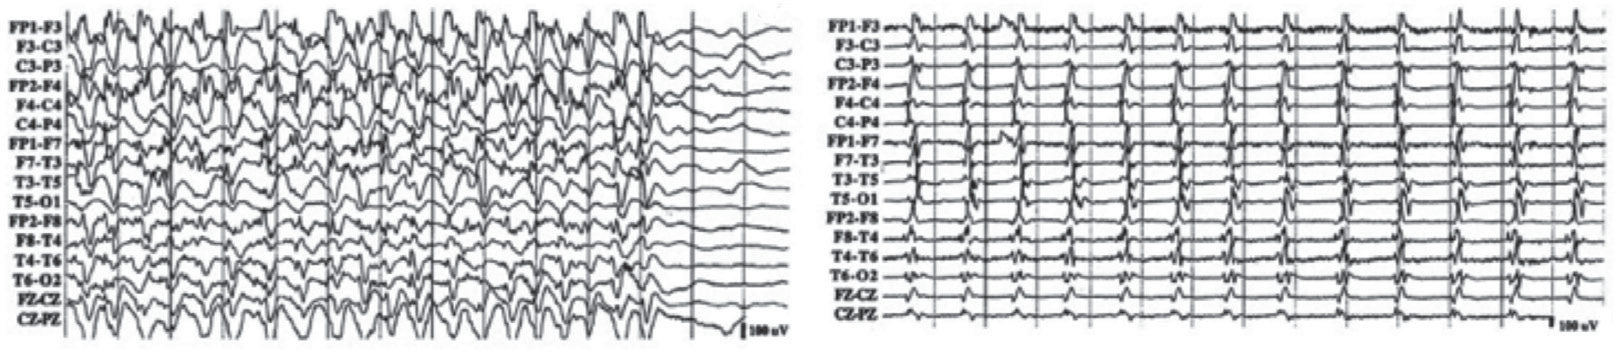 FP1-F3
F3-C3
C3-P3
FP2-F4
F4-C4
C4-P4
FP1-F7
F7-T3
T3-T5
T5-O1
FP2-F8
F8-T4
T4-T6
T6-O2
FZ-CZ
CZ-PZ
100 uV
FP1-F3
F3-C3
C3-P3
FP2-F4
F4-C4
C4-P4
FP1-F7
F7-T3
T3-T5
T5-O1
FP2-F8
F8-T4
T4-T6
T6-O2
FZ-CZ
CZ-PZ
100 uV